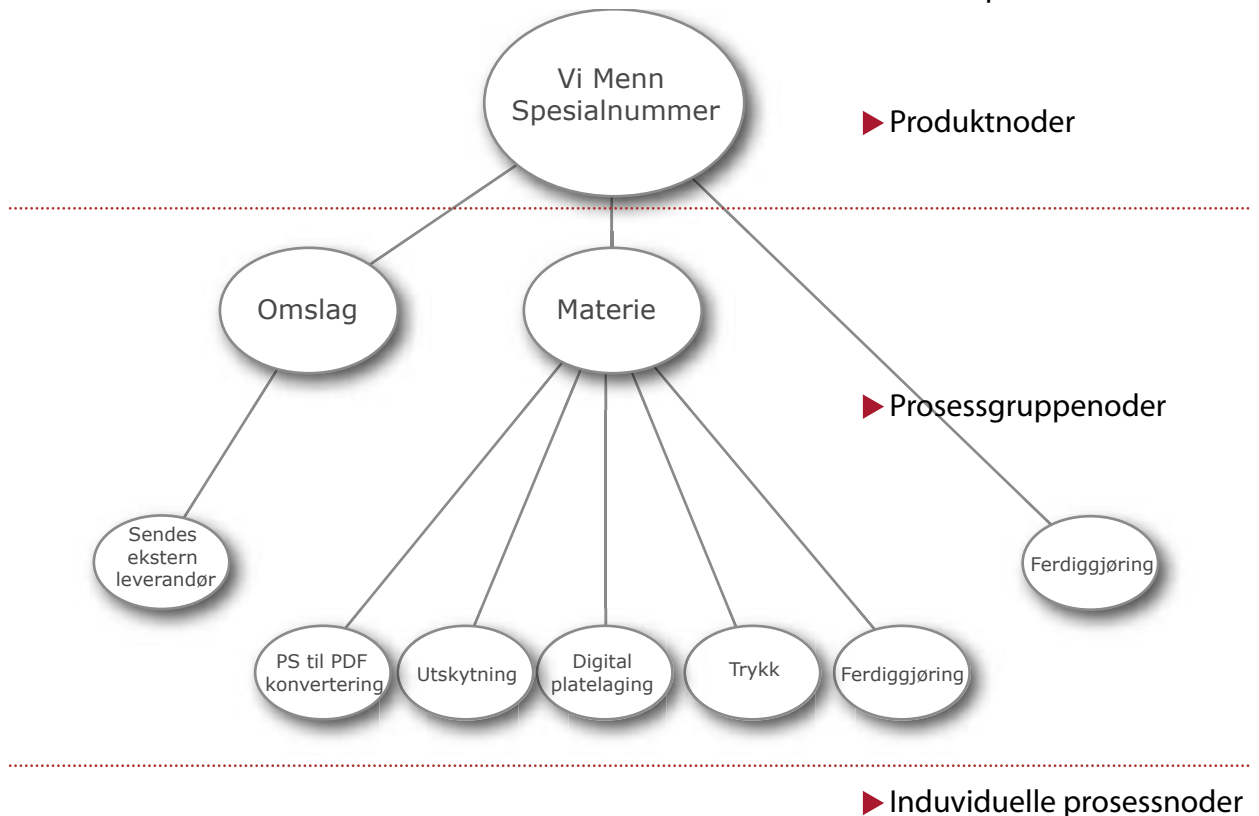 Vi Menn
Spesialnummer
Produktnoder
Omslag
Materie
Prosessgruppenoder
Sendes
ekstern
leverandør
Ferdiggjøring
PS til PDF
konvertering
Utskytning
Digital
platelaging
Trykk
Ferdiggjøring
Induviduelle prosessnoder